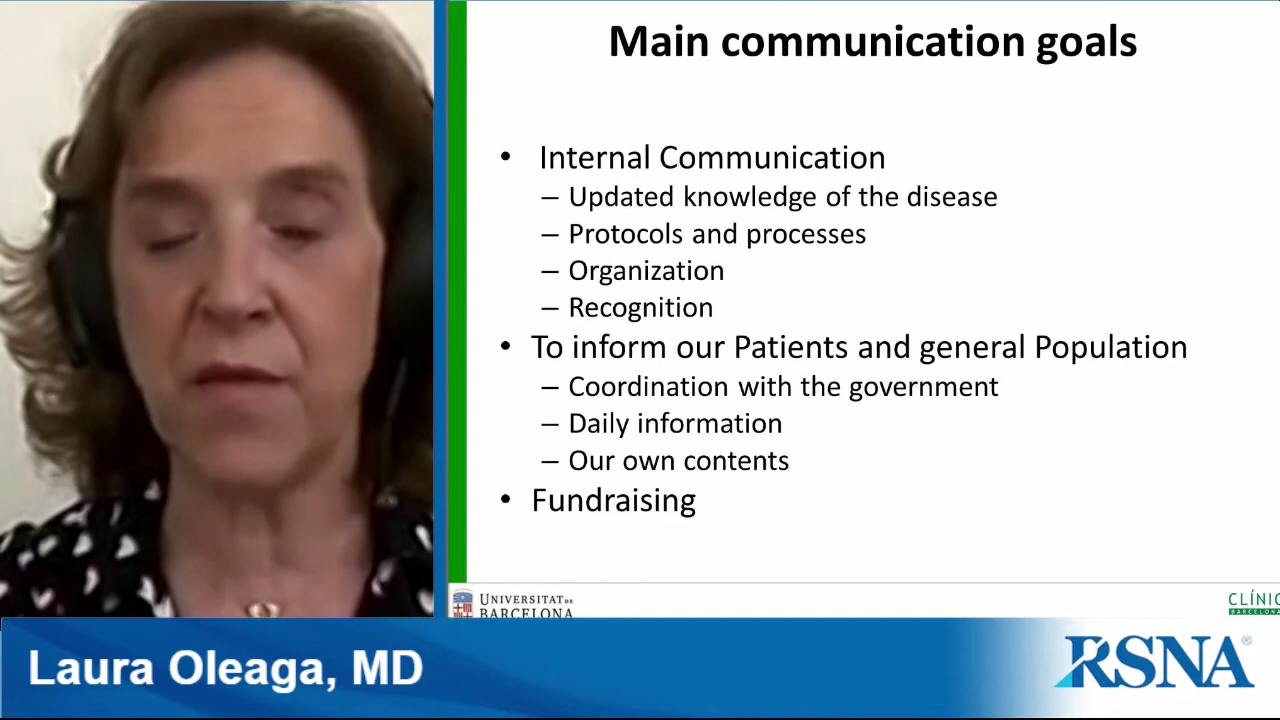 Main communication goals
• Internal Communication
– Updated knowledge of the disease
– Protocols and processes
– Organization
– Recognition
• To inform our Patients and general Population
– Coordination with the government
– Daily information
– Our own contents
• Fundraising
UNIVERSITAT DE
BARCELONA
CLÍNIC
BARCELONA
Laura Oleaga, MD
RSNA®